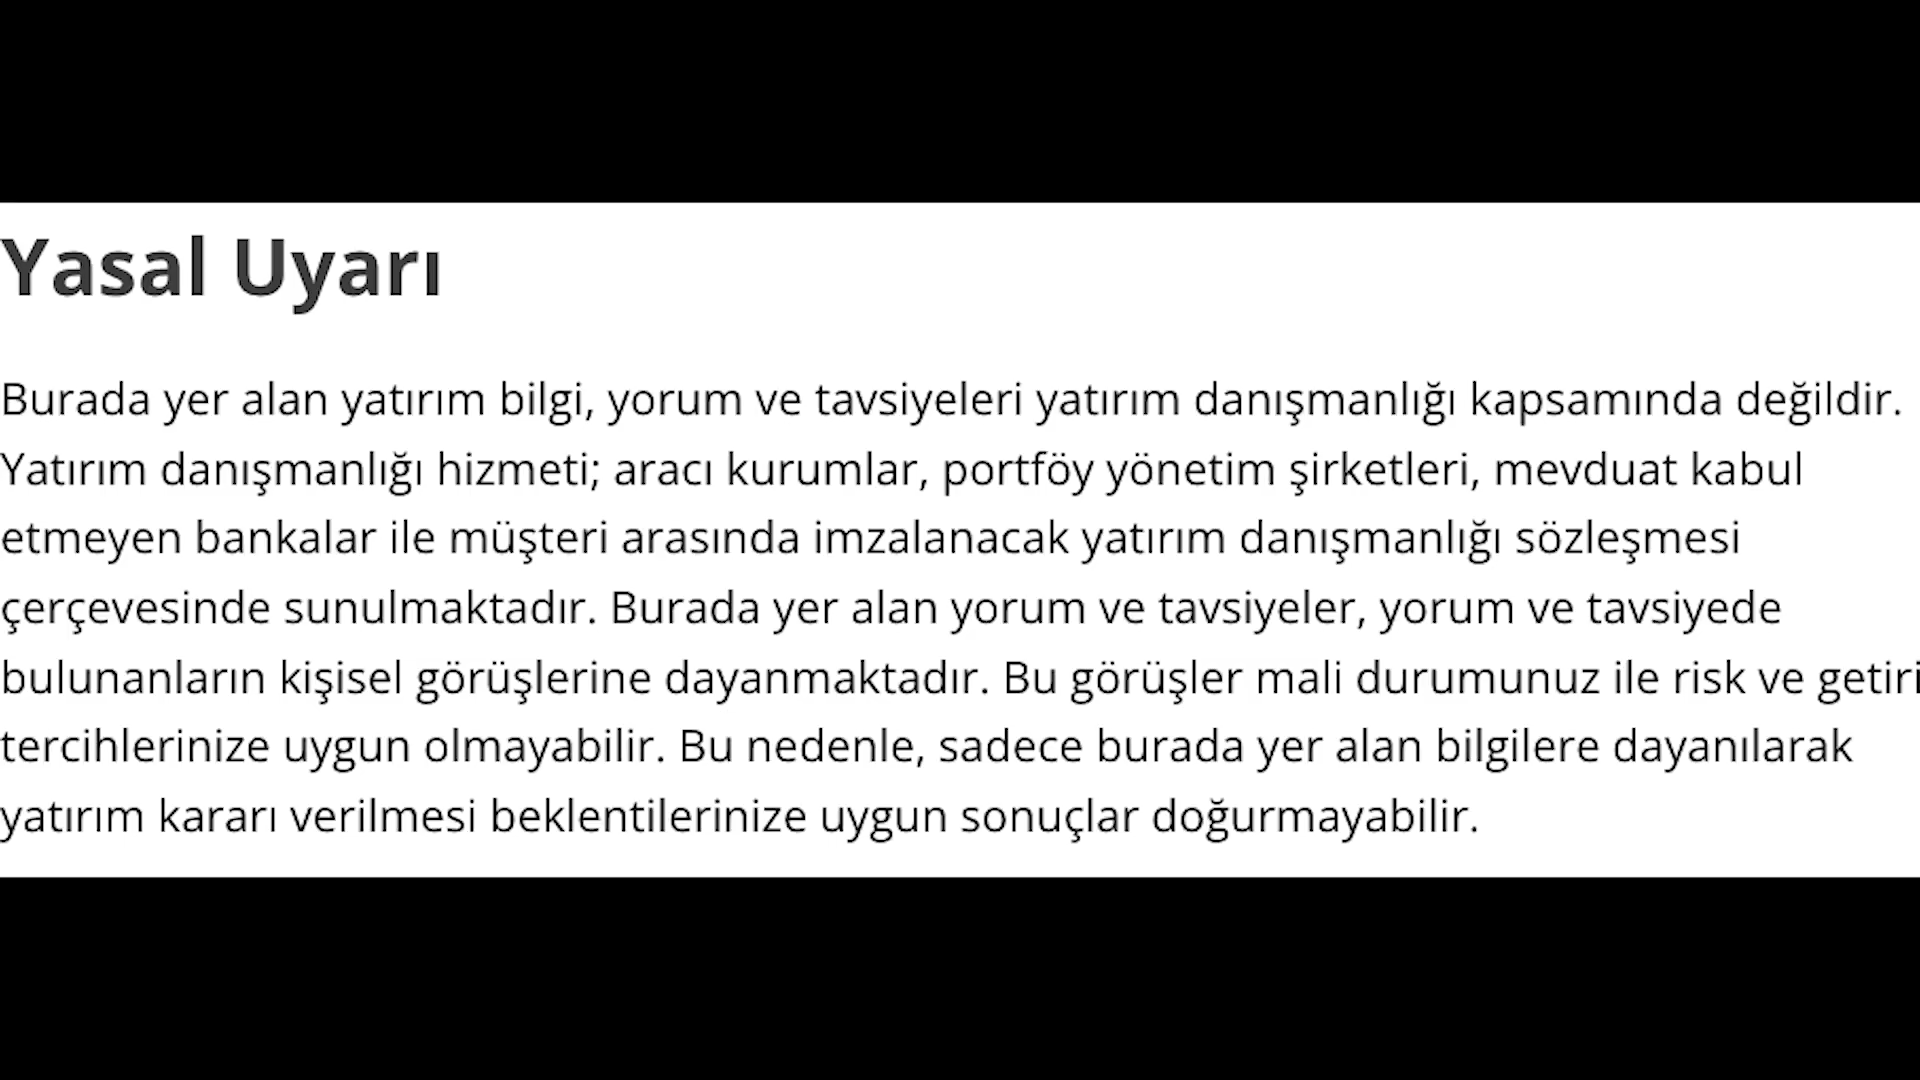 Yasal Uyarı
Burada yer alan yatırım bilgi, yorum ve tavsiyeleri yatırım danışmanlığı kapsamında değildir.
Yatırım danışmanlığı hizmeti; aracı kurumlar, portföy yönetim şirketleri, mevduat kabul
etmeyen bankalar ile müşteri arasında imzalanacak yatırım danışmanlığı sözleşmesi
çerçevesinde sunulmaktadır. Burada yer alan yorum ve tavsiyeler, yorum ve tavsiyede
bulunanların kişisel görüşlerine dayanmaktadır. Bu görüşler mali durumunuz ile risk ve getiri
tercihlerinize uygun olmayabilir. Bu nedenle, sadece burada yer alan bilgilere dayanılarak
yatırım kararı verilmesi beklentilerinize uygun sonuçlar doğurmayabilir.